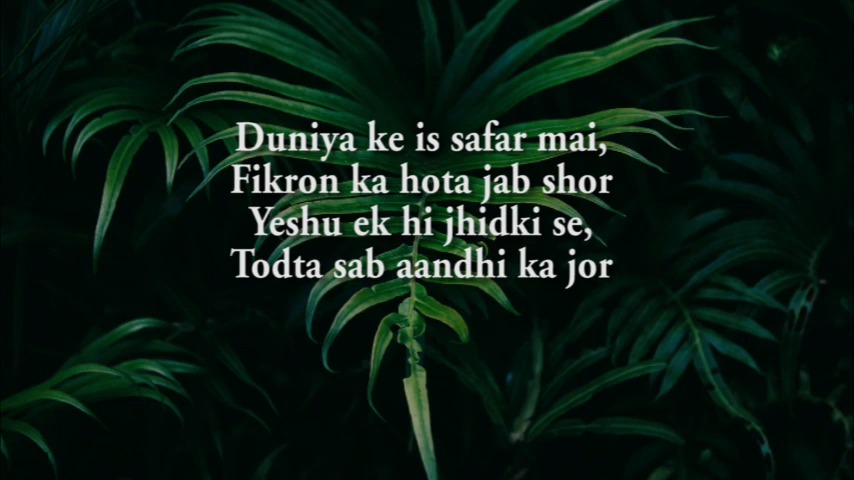 Duniya ke is safar mai,
Fikron ka hota jab shor
Yeshu ek hi jhidki se,
Todta sab aandhi ka jor